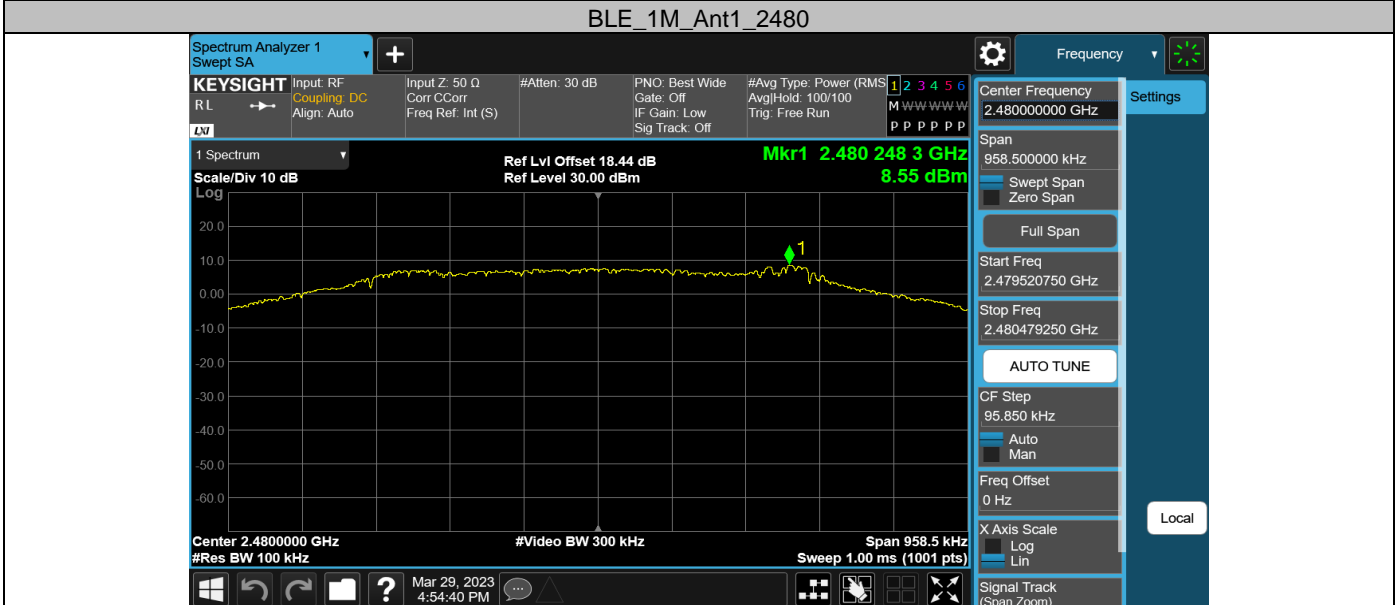 BLE_1M_Ant1_2480
Spectrum Analyzer 1
Swept SA
Frequency
KEYSIGHT
R L
LXI
Input: RF
Coupling: DC
Align: Auto
Input Z: 50 Ω
Corr CCorr
Freq Ref: Int (S)
#Atten: 30 dB
PNO: Best Wide
Gate: Off
IF Gain: Low
Sig Track: Off
#Avg Type: Power (RMS
Avg|Hold: 100/100
Trig: Free Run
1 2 3 4 5 6
M W W W W W
P P P P P P
1 Spectrum
Scale/Div 10 dB
Log
Ref Lvl Offset 18.44 dB
Ref Level 30.00 dBm
Mkr1 2.480 248 3 GHz
8.55 dBm
1
20.0
10.0
0.00
-10.0
-20.0
-30.0
-40.0
-50.0
-60.0
Center 2.4800000 GHz
#Res BW 100 kHz
#Video BW 300 kHz
Span 958.5 kHz
Sweep 1.00 ms (1001 pts)
?
Mar 29, 2023
4:54:40 PM
Center Frequency
2.480000000 GHz
Span
958.500000 kHz
Swept Span
Zero Span
Full Span
Start Freq
2.479520750 GHz
Stop Freq
2.480479250 GHz
AUTO TUNE
CF Step
95.850 kHz
Auto
Man
Freq Offset
0 Hz
X Axis Scale
Log
Lin
Signal Track
(Span Zoom)
Settings
Local